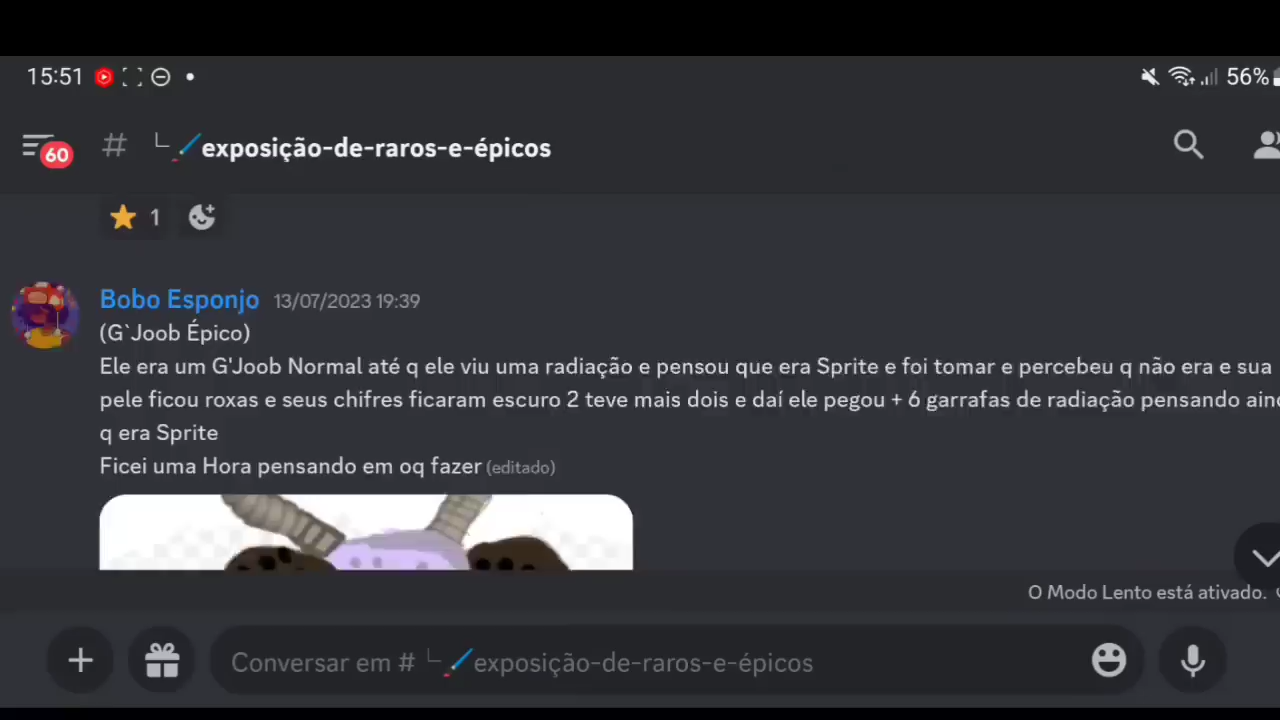 15:51
56%
60
# exposição-de-raros-e-épicos
1
Bobo Esponjo 13/07/2023 19:39
(G`Joob Épico)
Ele era um G'Joob Normal até q ele viu uma radiação e pensou que era Sprite e foi tomar e percebeu q não era e sua
pele ficou roxas e seus chifres ficaram escuro 2 teve mais dois e daí ele pegou + 6 garrafas de radiação pensando
q era Sprite
Ficei uma Hora pensando em oq fazer (editado)
O Modo Lento está ativado.
Conversar em # exposição-de-raros-e-épicos